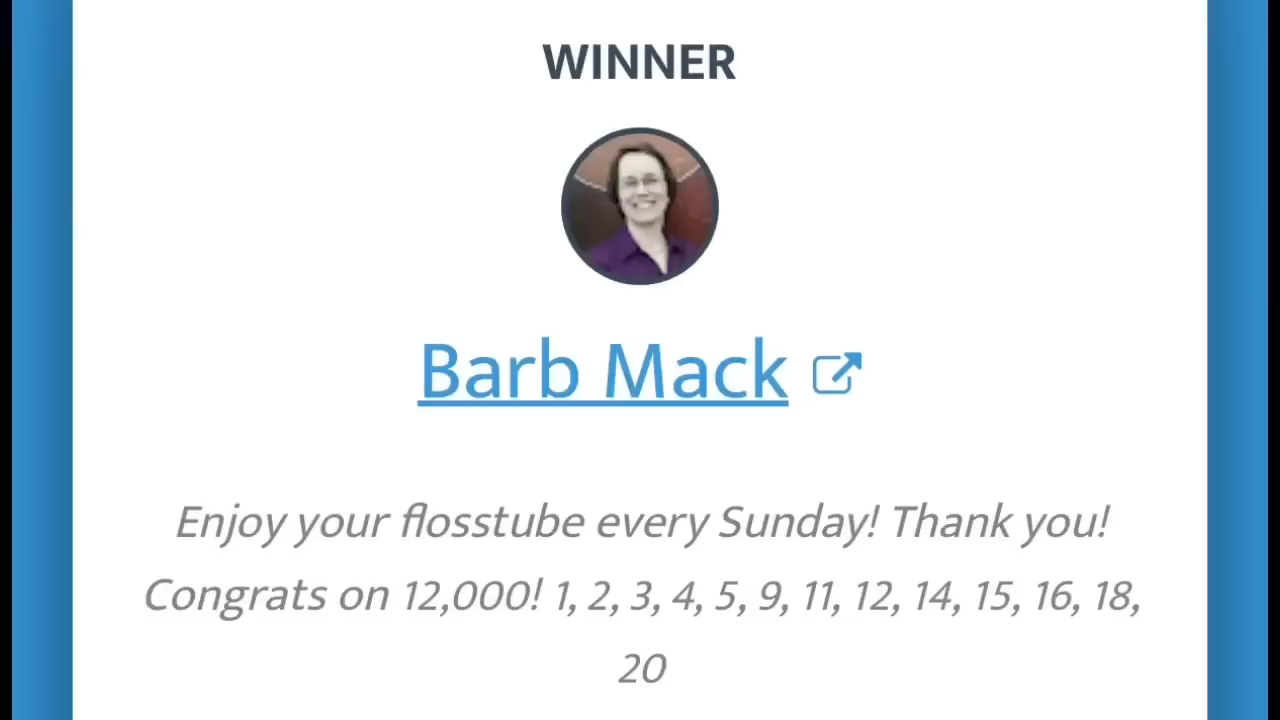 WINNER
Barb Mack
Enjoy your flosstube every Sunday! Thank you!
Congrats on 12,000! 1, 2, 3, 4, 5, 9, 11, 12, 14, 15, 16, 18,
20